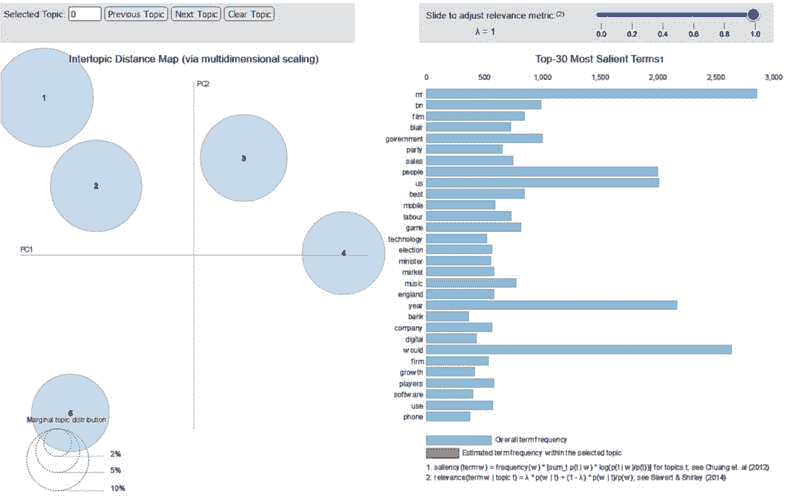 Selected Topic: 0 Previous Topic Next Topic Clear Topic
Slide to adjust relevance metric:(2)
λ = 1
0.0 0.2 0.4 0.6 0.8 1.0
Intertopic Distance Map (via multidimensional scaling)
PC2
PC1
1
2
3
4
5
Marginal topic distribution
2%
5%
10%
Top-30 Most Salient Terms1
0 500 1,000 1,500 2,000 2,500 3,000
mr
bn
film
blair
government
party
sales
people
us
best
mobile
labour
game
technology
election
minister
market
music
england
year
bank
company
digital
would
firm
growth
players
software
use
phone
Overall term frequency
Estimated term frequency within the selected topic
1. saliency(term w) = frequency(w) * [sum_t p(t | w) * log(p(t | w)/p(t))] for topics t; see Chuang et. al (2012)
2. relevance(term w | topic t) = λ * p(w | t) + (1 - λ) * p(w | t)/p(w); see Sievert & Shirley (2014)